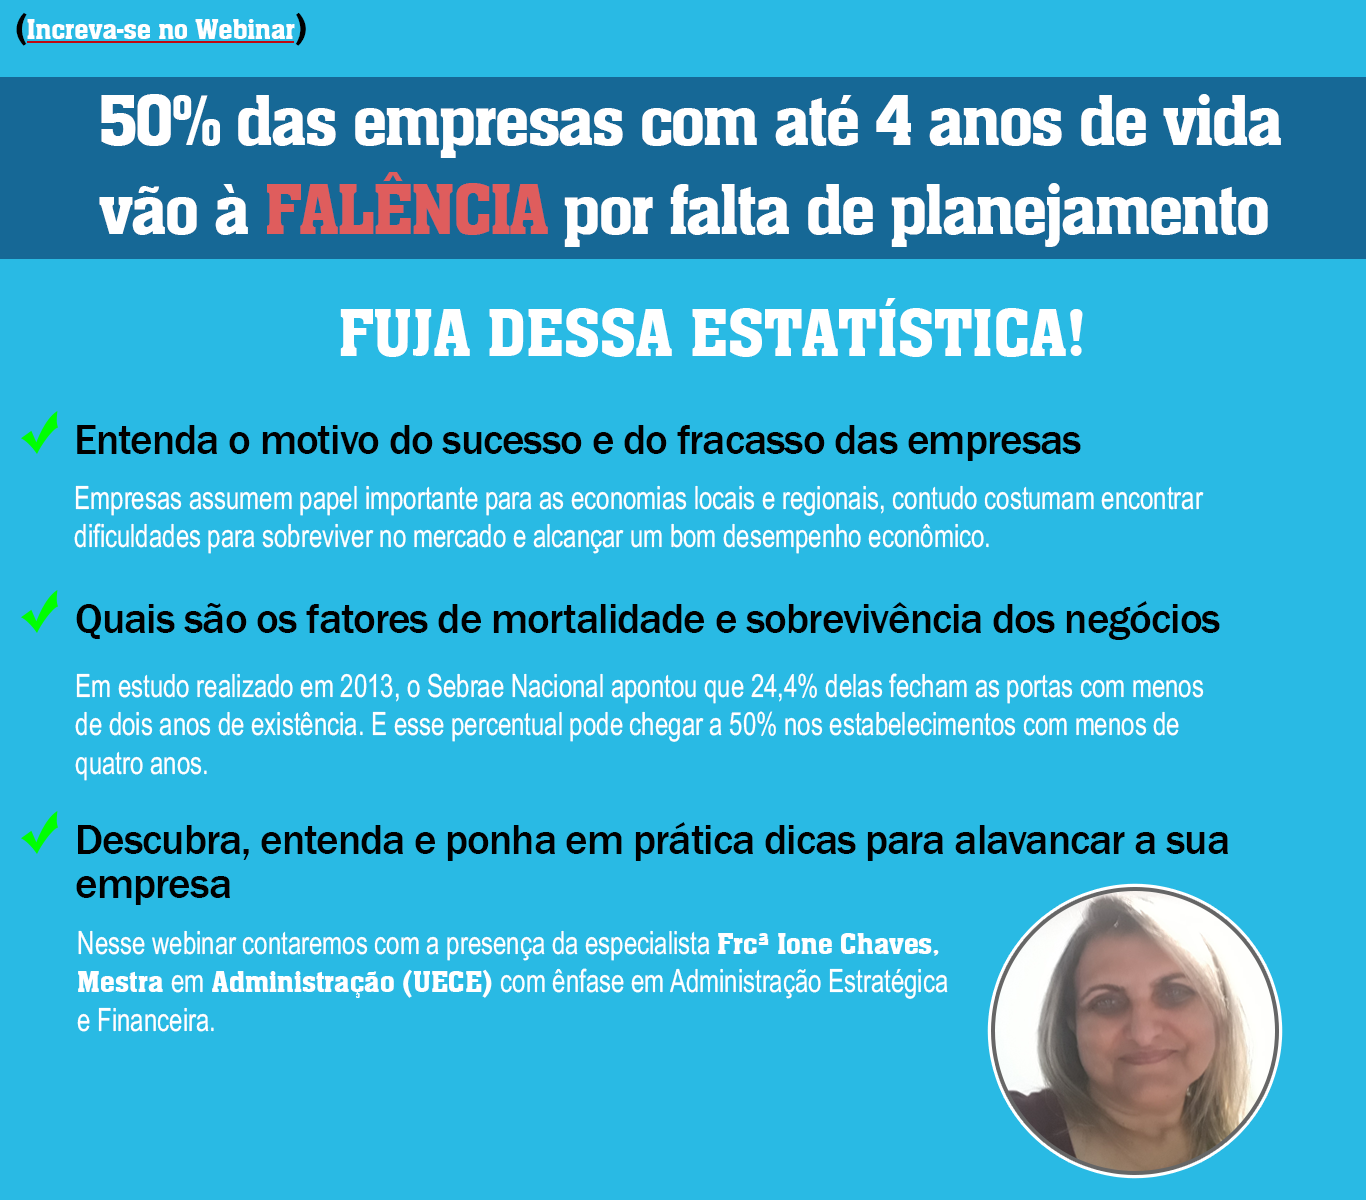 (Increva-se no Webinar)
50% das empresas com até 4 anos de vida
vão à FALÊNCIA por falta de planejamento
FUJA DESSA ESTATÍSTICA!
Entenda o motivo do sucesso e do fracasso das empresas
Empresas assumem papel importante para as economias locais e regionais, contudo costumam encontrar
dificuldades para sobreviver no mercado e alcançar um bom desempenho econômico.
Quais são os fatores de mortalidade e sobrevivência dos negócios
Em estudo realizado em 2013, o Sebrae Nacional apontou que 24,4% delas fecham as portas com menos
de dois anos de existência. E esse percentual pode chegar a 50% nos estabelecimentos com menos de
quatro anos.
Descubra, entenda e ponha em prática dicas para alavancar a sua
empresa
Nesse webinar contaremos com a presença da especialista Frcª Ione Chaves,
Mestra em Administração (UECE) com ênfase em Administração Estratégica
e Financeira.